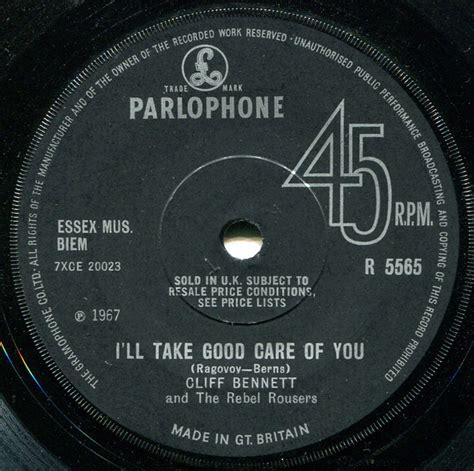 THE GRAMOPHONE CO. LTD. ALL RIGHTS OF THE MANUFACTURER AND OF THE OWNER OF THE RECORDED WORK RESERVED · UNAUTHORISED PUBLIC PERFORMANCE BROADCASTING AND COPYING OF THIS RECORD PROHIBITED
£
TRADE MARK
PARLOPHONE
45
R.P.M.
ESSEX MUS.
BIEM
7XCE 20023
R 5565
SOLD IN U.K. SUBJECT TO
RESALE PRICE CONDITIONS,
SEE PRICE LISTS
℗ 1967
I'LL TAKE GOOD CARE OF YOU
(Ragovoy—Berns)
CLIFF BENNETT
and The Rebel Rousers
MADE IN GT. BRITAIN